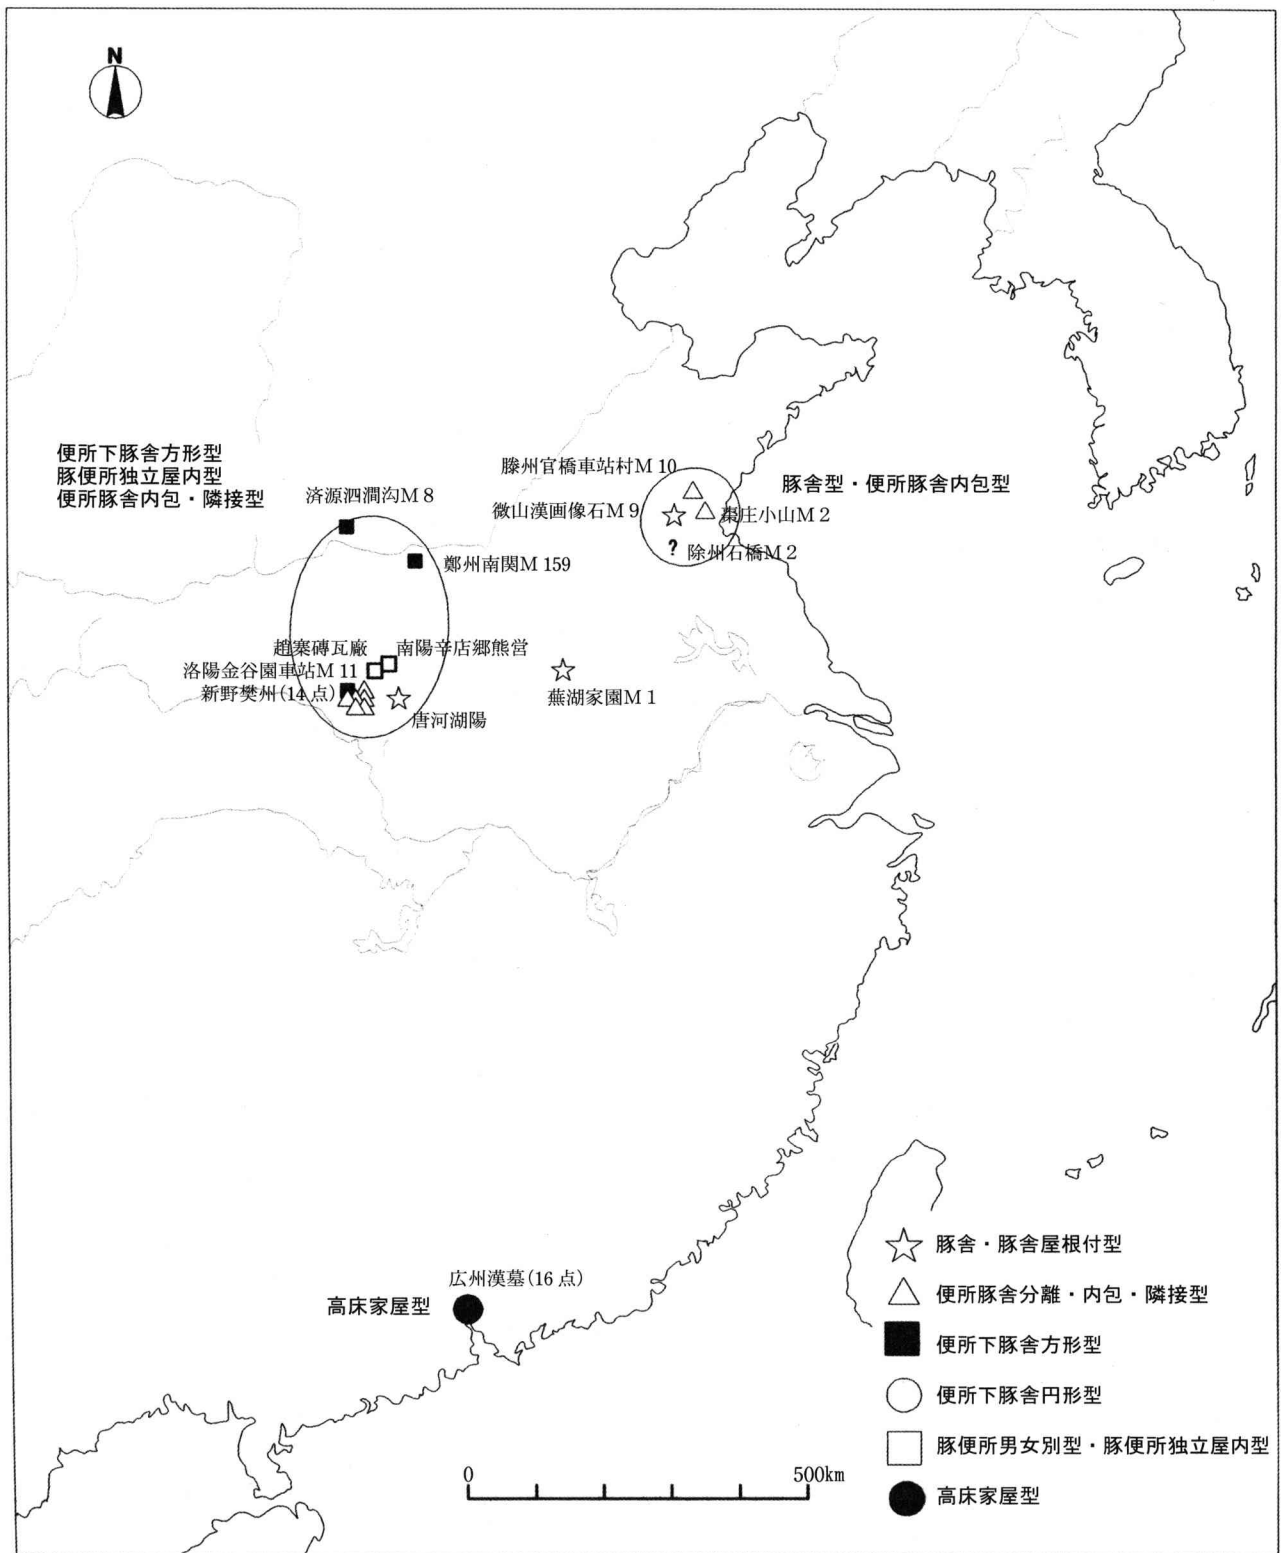 N
便所下豚舎方形型
豚便所独立屋内型
便所豚舎内包・隣接型
済源泗澗沟M 8
鄭州南関M 159
滕州官橋車站村M 10
微山漢画像石M 9
豚舎型・便所豚舎内包型
棗庄小山M 2
?
除州石橋M 2
趙寨磚瓦廠
南陽辛店郷熊営
洛陽金谷園車站M 11
新野樊州(14点)
唐河湖陽
蕪湖家園M 1
広州漢墓(16点)
高床家屋型
豚舎・豚舎屋根付型
便所豚舎分離・内包・隣接型
便所下豚舎方形型
便所下豚舎円形型
豚便所男女別型・豚便所独立屋内型
高床家屋型
0
500km